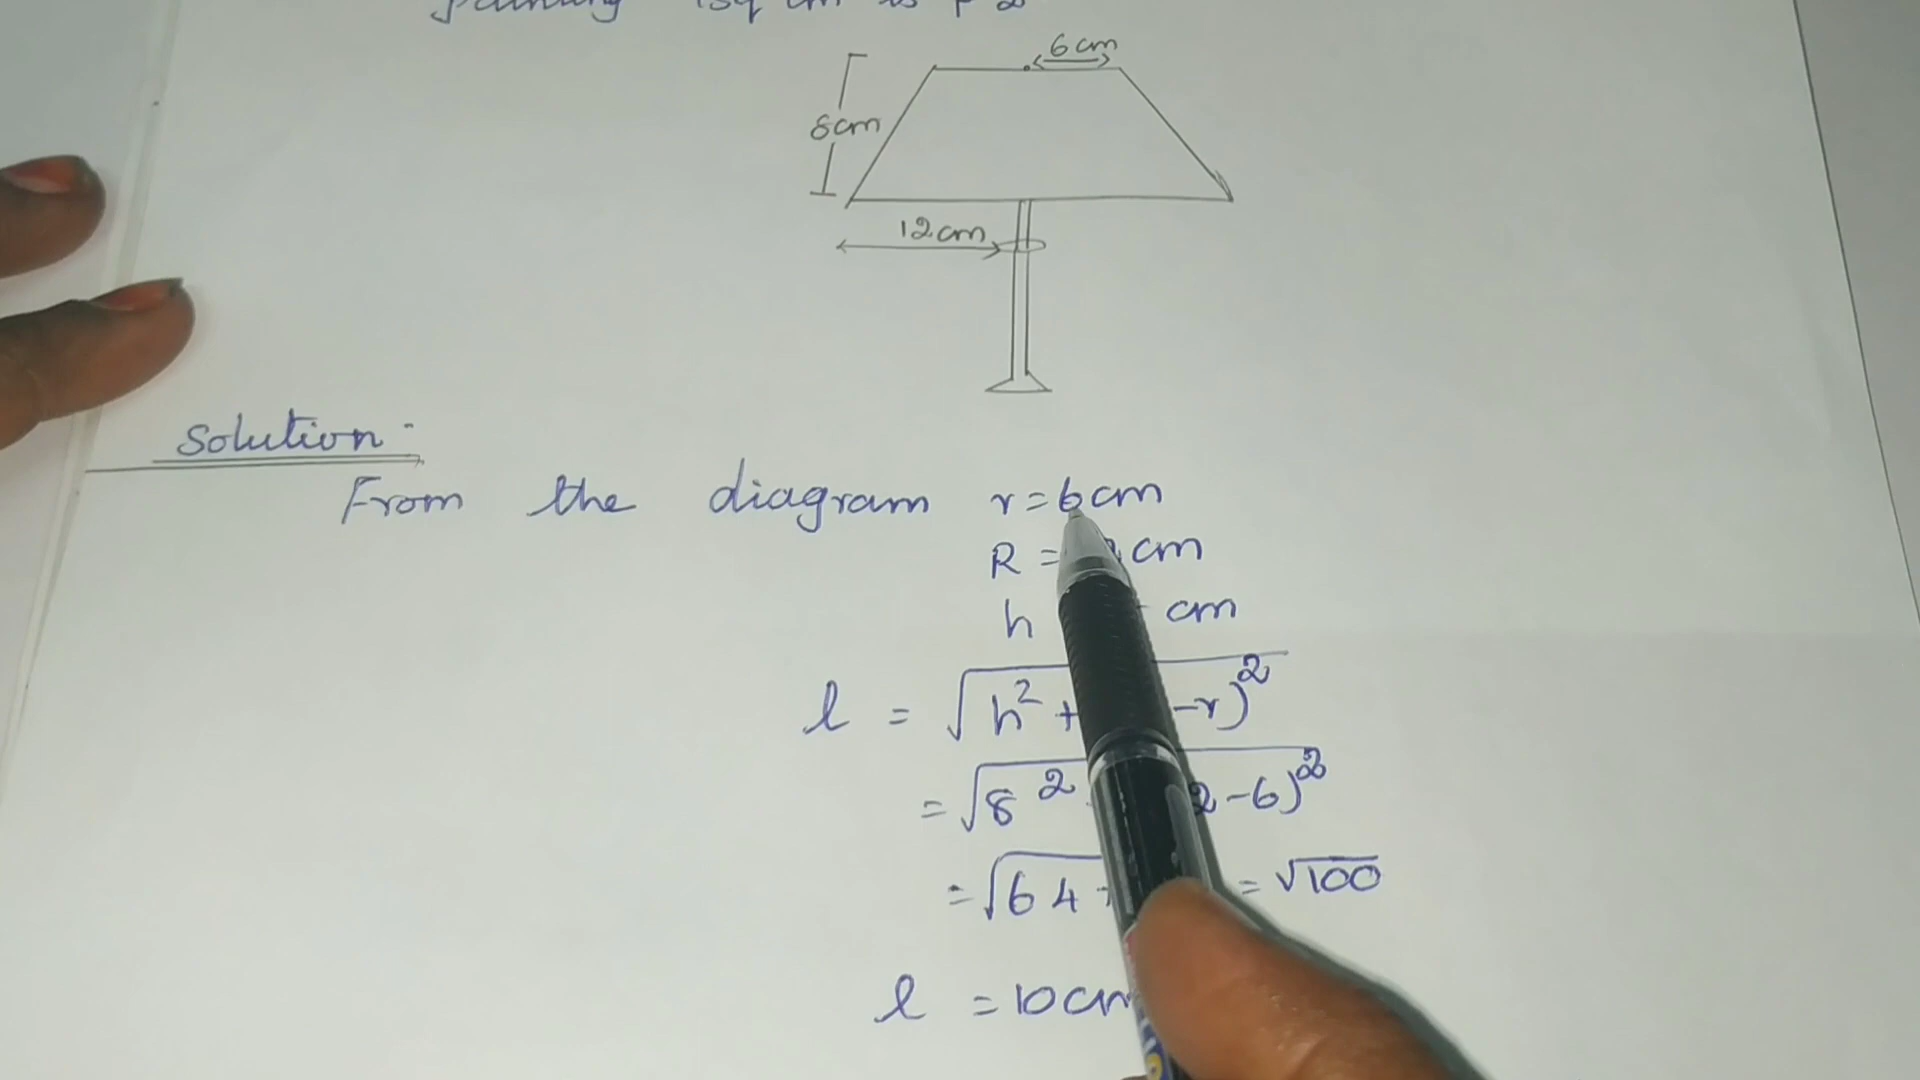 6cm
8cm
12cm
Solution:
From the diagram r=6cm
R = cm
h cm
l = √h² + -r)²
= √8² 2-6)²
= √64+ = √100
l = 10cm